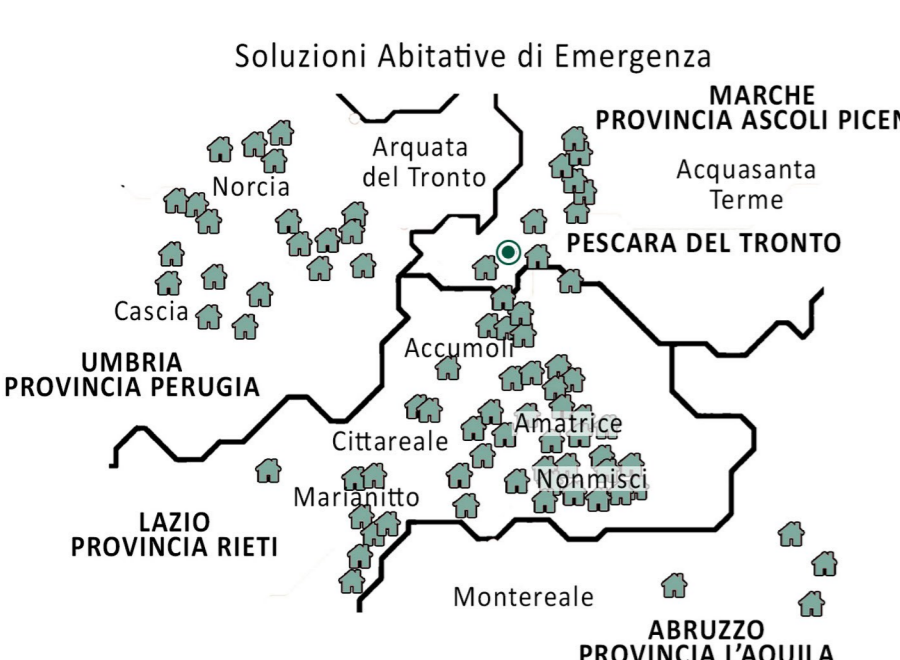 Soluzioni Abitative di Emergenza
MARCHE
PROVINCIA ASCOLI PICEN
Arquata
del Tronto
Acquasanta
Terme
Norcia
PESCARA DEL TRONTO
Cascia
Accumoli
UMBRIA
PROVINCIA PERUGIA
Amatrice
Cittareale
Nonmisci
Marianitto
LAZIO
PROVINCIA RIETI
Montereale
ABRUZZO
PROVINCIA L'AQUILA